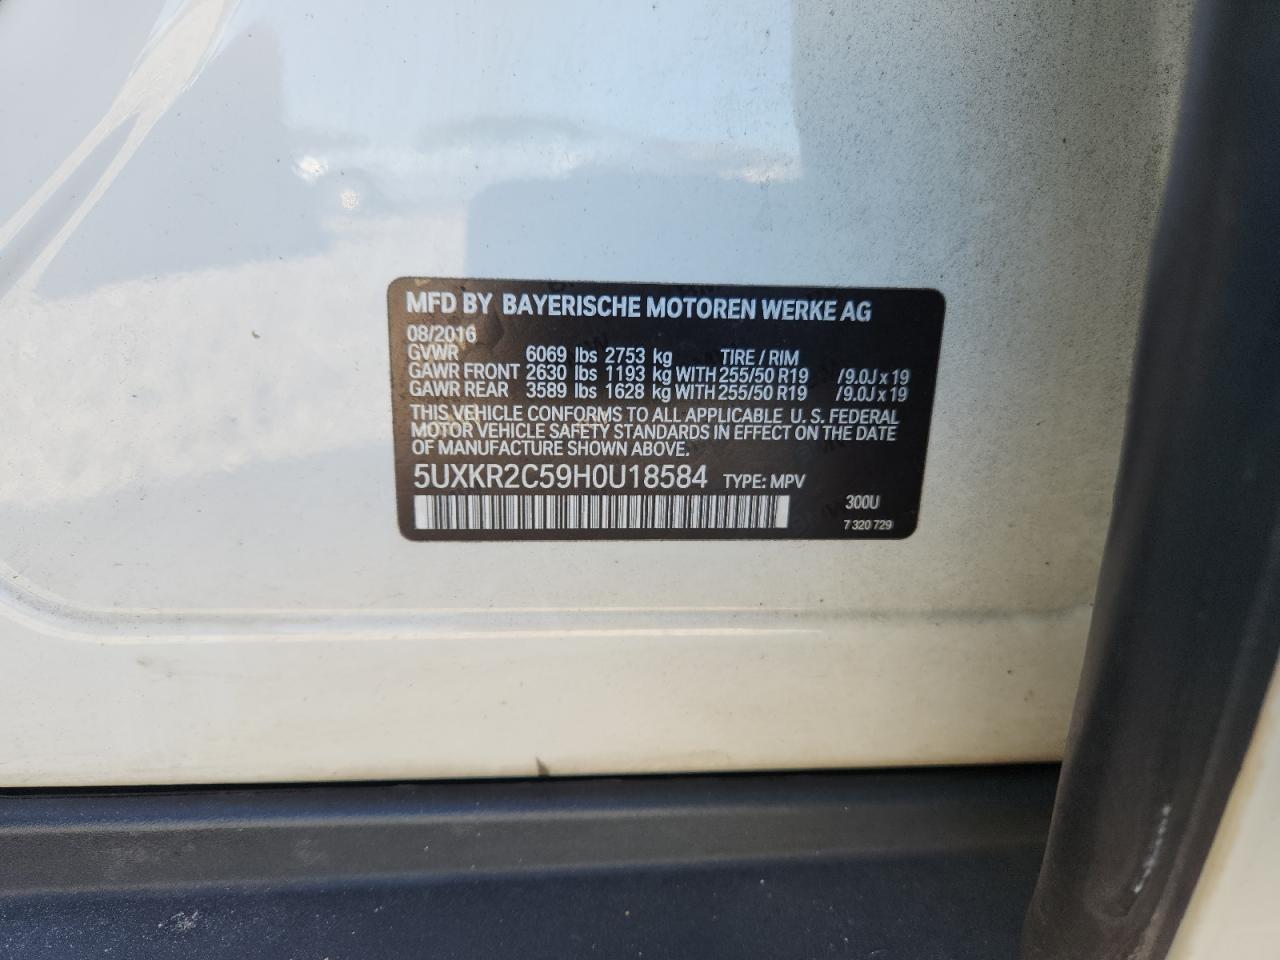 MFD BY BAYERISCHE MOTOREN WERKE AG
08/2016
GVWR 6069 lbs 2753 kg TIRE / RIM
GAWR FRONT 2630 lbs 1193 kg WITH 255/50 R19 /9.0J x 19
GAWR REAR 3589 lbs 1628 kg WITH 255/50 R19 /9.0J x 19
THIS VEHICLE CONFORMS TO ALL APPLICABLE U. S. FEDERAL
MOTOR VEHICLE SAFETY STANDARDS IN EFFECT ON THE DATE
OF MANUFACTURE SHOWN ABOVE.
5UXKR2C59H0U18584 TYPE: MPV
300U
7 320 729